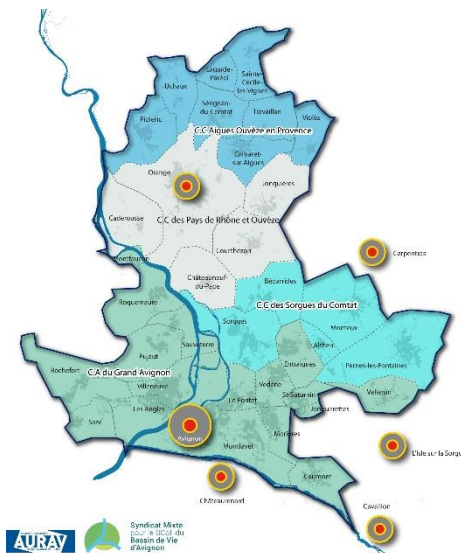 Lagarde-
Paréol
Sainte-
Cécile-
les-Vignes
Uchaux
Sérignan-
du-Comtat
Travaillan
Violès
Piolenc
C.C Aigues Ouvèze en Provence
Camaret-
sur-Aigues
Orange
Jonquières
Caderousse
C.C des Pays de Rhône et Ouvèze
Courthézon
Montfaucon
Carpentras
Châteauneuf-
du-Pape
Bédarrides
Roquemaure
C.C des Sorgues du Comtat
Sorgues
Monteux
Sauveterre
Althen
Pujaut
Entraigues
Pernes-les-Fontaines
Rochefort
C.A du Grand Avignon
Villeneuve
Vedène
St-Saturnin
Velleron
Le Pontet
Jonquerettes
Les Angles
Saze
Avignon
Morières
Montfavet
L'Isle sur la Sorgue
Châteaurenard
Caumont
Cavaillon
AURAV
Syndicat Mixte
pour le SCoT du
Bassin de Vie
d'Avignon